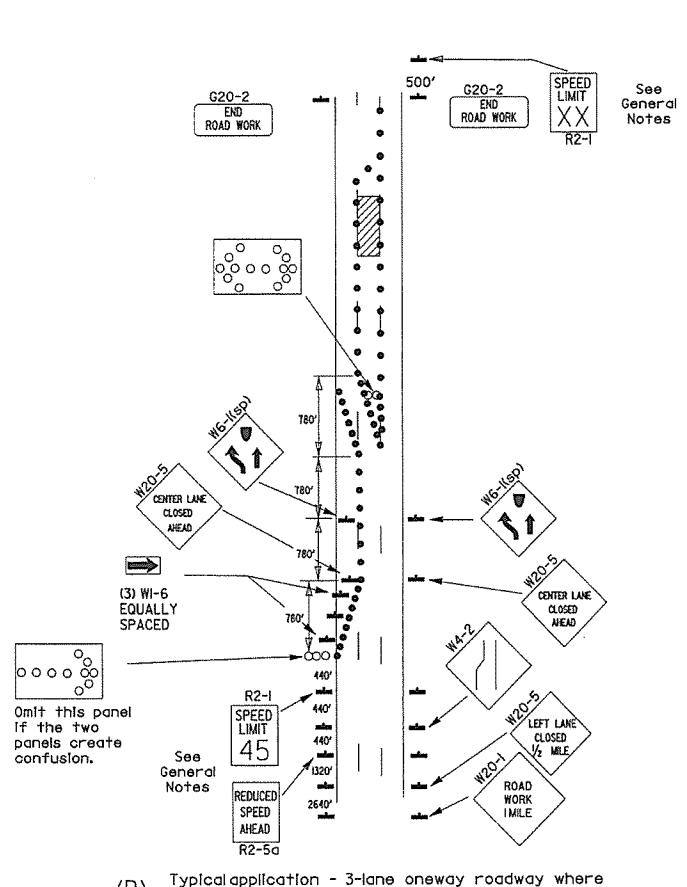 500'
SPEED
LIMIT
XX
R2-1
See
General
Notes
G20-2
END
ROAD WORK
G20-2
END
ROAD WORK
780'
W6-1(sp)
780'
W20-5
CENTER LANE
CLOSED
AHEAD
780'
W6-1(sp)
(3) W1-6
EQUALLY
SPACED
W20-5
CENTER LANE
CLOSED
AHEAD
760'
Omit this panel
if the two
panels create
confusion.
440'
R2-1
SPEED
LIMIT
45
440'
W4-2
440'
See
General
Notes
1320'
W20-5
LEFT LANE
CLOSED
1/2 MILE
REDUCED
SPEED
AHEAD
R2-5a
2640'
W20-1
ROAD
WORK
1 MILE
(D) Typical application - 3-lane oneway roadway where